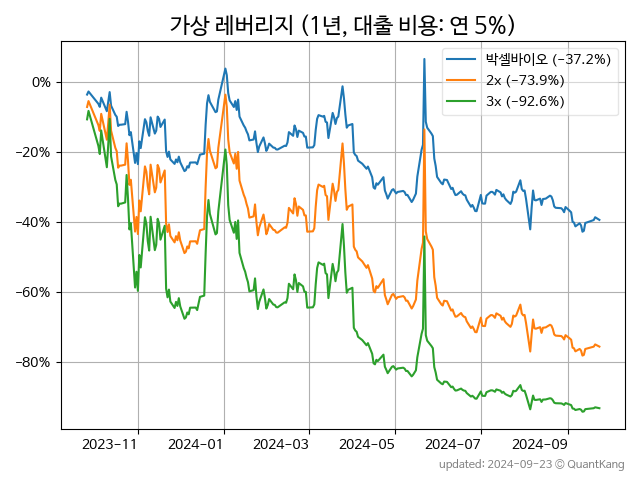 가상 레버리지 (1년, 대출 비용: 연 5%)
박셀바이오 (−37.2%)
2x (−73.9%)
3x (−92.6%)
0%
−20%
−40%
−60%
−80%
2023-11
2024-01
2024-03
2024-05
2024-07
2024-09
updated: 2024-09-23 © QuantKang